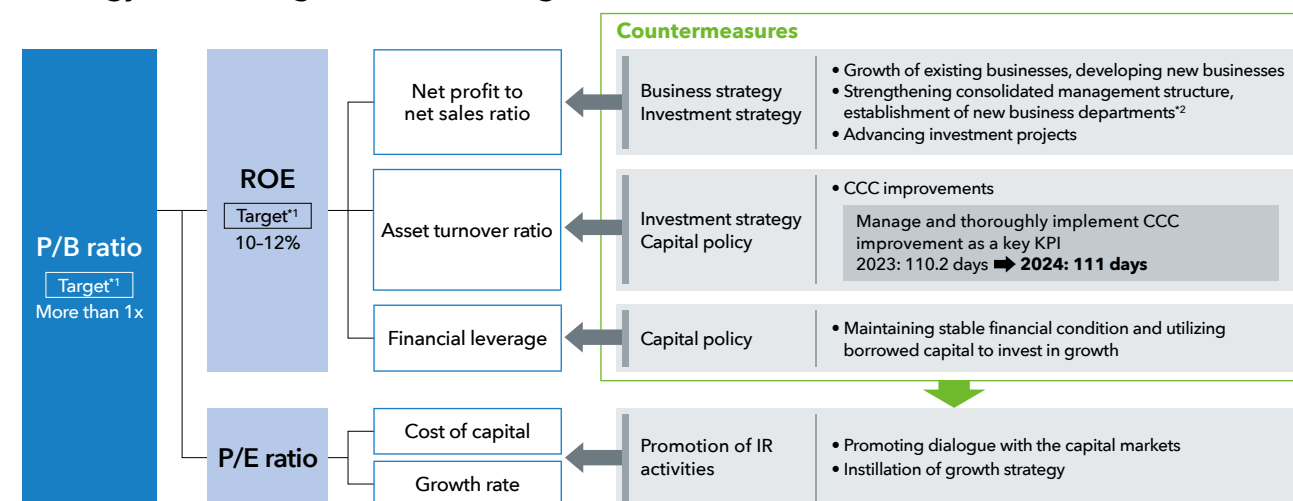 Countermeasures
P/B ratio
Target*1
More than 1x
ROE
Target*1
10–12%
Net profit to
net sales ratio
Business strategy
Investment strategy
• Growth of existing businesses, developing new businesses
• Strengthening consolidated management structure,
establishment of new business departments*2
• Advancing investment projects
Asset turnover ratio
Investment strategy
Capital policy
• CCC improvements
Manage and thoroughly implement CCC
improvement as a key KPI
2023: 110.2 days ➡ 2024: 111 days
Financial leverage
Capital policy
• Maintaining stable financial condition and utilizing
borrowed capital to invest in growth
P/E ratio
Cost of capital
Growth rate
Promotion of IR
activities
• Promoting dialogue with the capital markets
• Instillation of growth strategy